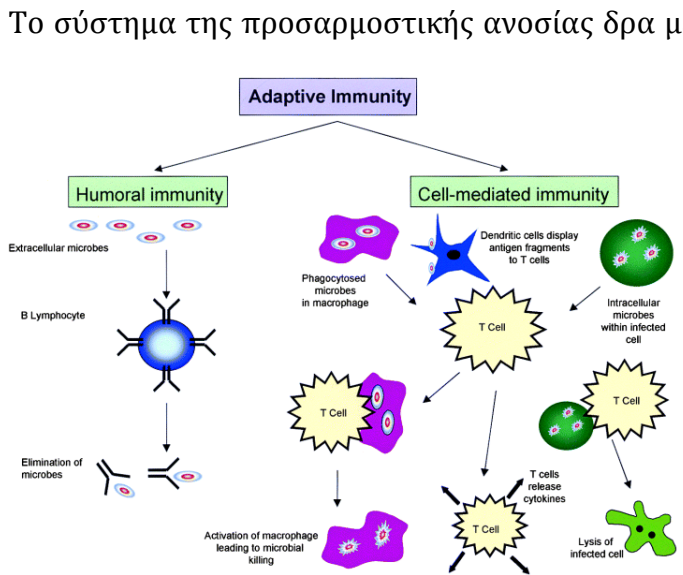 Το σύστημα της προσαρμοστικής ανοσίας δρα μ
Adaptive Immunity
Humoral immunity
Cell-mediated immunity
Extracellular microbes
Phagocytosed
microbes
in macrophage
Dendritic cells display
antigen fragments
to T cells
Intracellular
microbes
within infected
cell
B Lymphocyte
T Cell
T Cell
T Cell
Elimination of
microbes
T cells
release
cytokines
T Cell
Activation of macrophage
leading to microbial
killing
Lysis of
infected cell